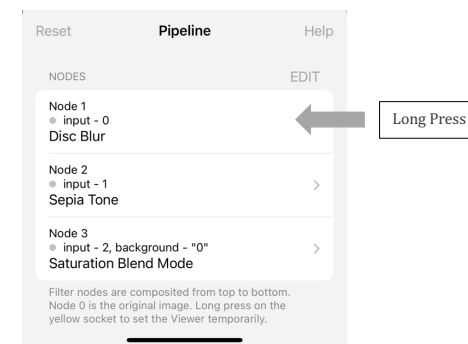 Reset Pipeline Help
NODES EDIT
Node 1
input - 0
Disc Blur
Long Press
Node 2
input - 1
Sepia Tone
Node 3
input - 2, background - "0"
Saturation Blend Mode
Filter nodes are composited from top to bottom.
Node 0 is the original image. Long press on the
yellow socket to set the Viewer temporarily.